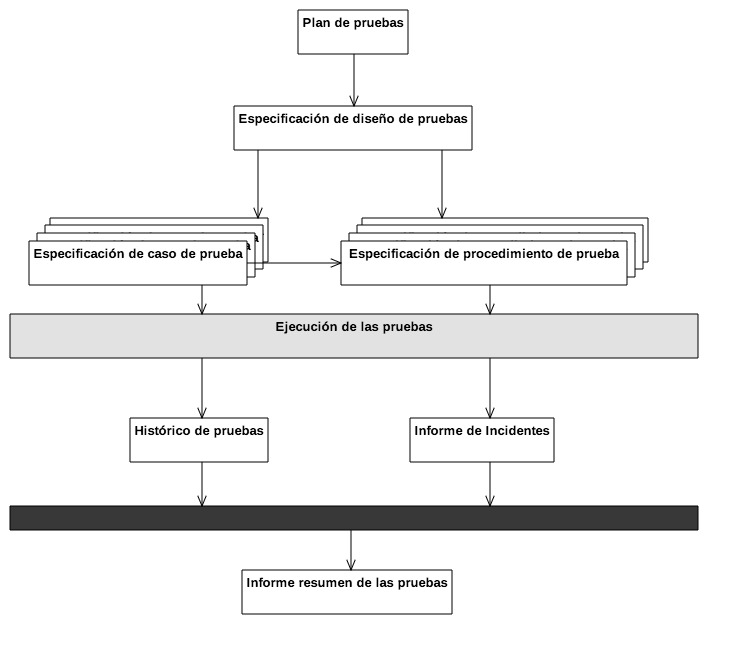 Plan de pruebas
Especificación de diseño de pruebas
Especificación de caso de prueba
Especificación de procedimiento de prueba
Ejecución de las pruebas
Histórico de pruebas
Informe de Incidentes
Informe resumen de las pruebas